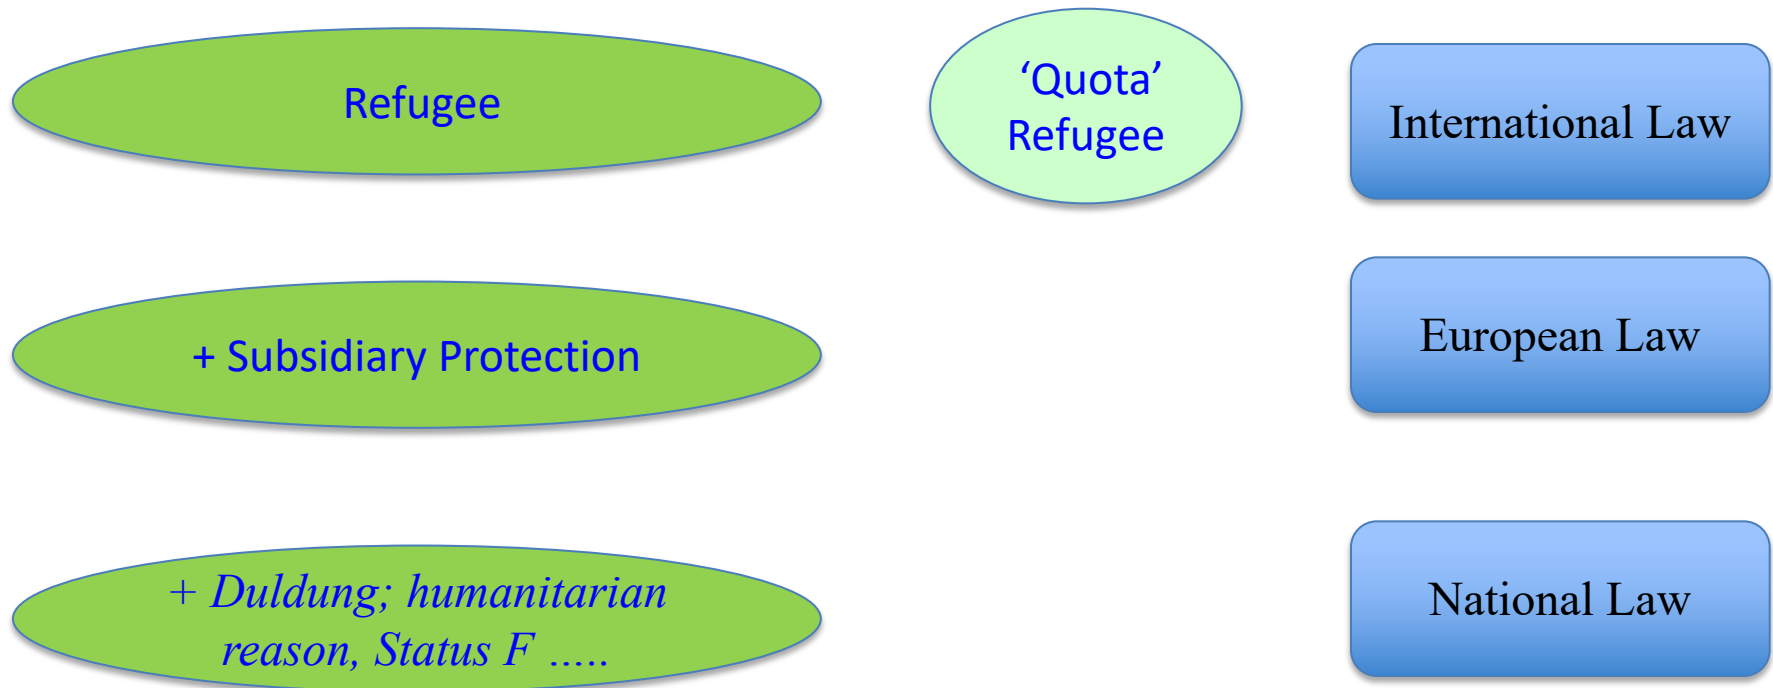 Refugee
‘Quota’
Refugee
International Law
+ Subsidiary Protection
European Law
+ Duldung; humanitarian
reason, Status F .....
National Law